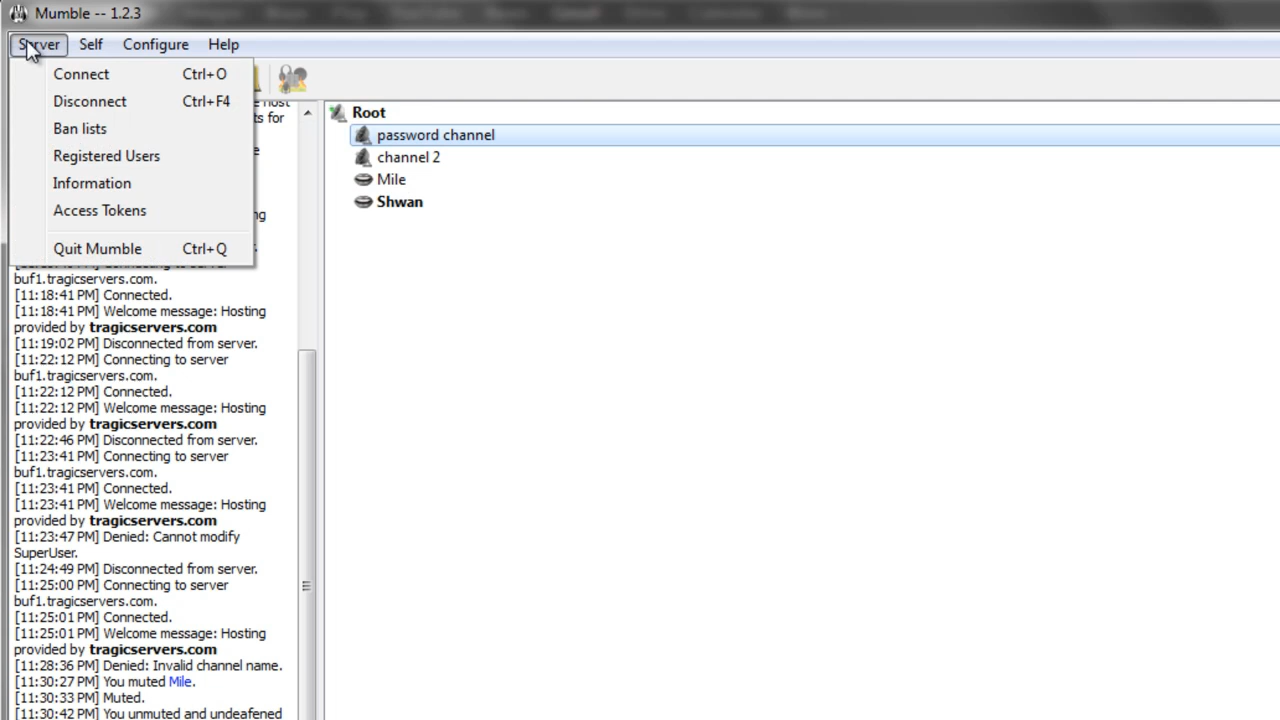 Mumble -- 1.2.3
Server Self Configure Help
Connect Ctrl+O
Disconnect Ctrl+F4
Ban lists
Registered Users
Information
Access Tokens
Quit Mumble Ctrl+Q
host
s for
e
ng
buf1.tragicservers.com.
[11:18:41 PM] Connected.
[11:18:41 PM] Welcome message: Hosting
provided by tragicservers.com
[11:19:02 PM] Disconnected from server.
[11:22:12 PM] Connecting to server
buf1.tragicservers.com.
[11:22:12 PM] Connected.
[11:22:12 PM] Welcome message: Hosting
provided by tragicservers.com
[11:22:46 PM] Disconnected from server.
[11:23:41 PM] Connecting to server
buf1.tragicservers.com.
[11:23:41 PM] Connected.
[11:23:41 PM] Welcome message: Hosting
provided by tragicservers.com
[11:23:47 PM] Denied: Cannot modify
SuperUser.
[11:24:49 PM] Disconnected from server.
[11:25:00 PM] Connecting to server
buf1.tragicservers.com.
[11:25:01 PM] Connected.
[11:25:01 PM] Welcome message: Hosting
provided by tragicservers.com
[11:28:36 PM] Denied: Invalid channel name.
[11:30:27 PM] You muted Mile.
[11:30:33 PM] Muted.
[11:30:42 PM] You unmuted and undeafened
Root
password channel
channel 2
Mile
Shwan